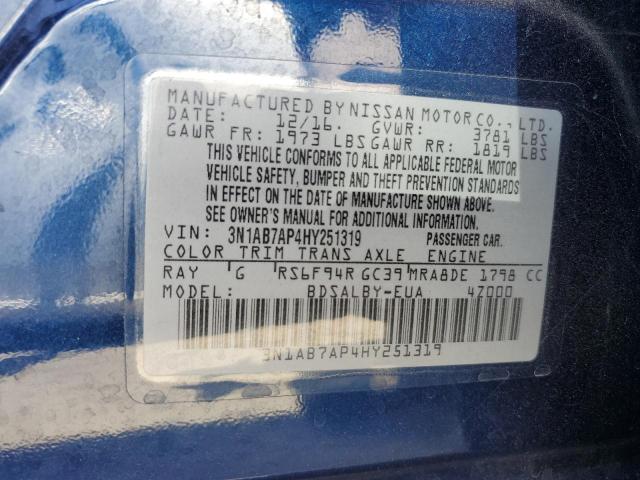 MANUFACTURED BY NISSAN MOTOR CO., LTD.
DATE: 12/16. GVWR: 3781 LBS
GAWR FR: 1973 LBS GAWR RR: 1819 LBS
THIS VEHICLE CONFORMS TO ALL APPLICABLE FEDERAL MOTOR
VEHICLE SAFETY, BUMPER AND THEFT PREVENTION STANDARDS
IN EFFECT ON THE DATE OF MANUFACTURE SHOWN ABOVE.
SEE OWNER'S MANUAL FOR ADDITIONAL INFORMATION.
VIN: 3N1AB7AP4HY251319 PASSENGER CAR.
COLOR TRIM TRANS AXLE ENGINE
RAY G RS6F94R GC39 MRA8DE 1798 CC
MODEL: BDSALBY-EUA 4Z000
3N1AB7AP4HY251319